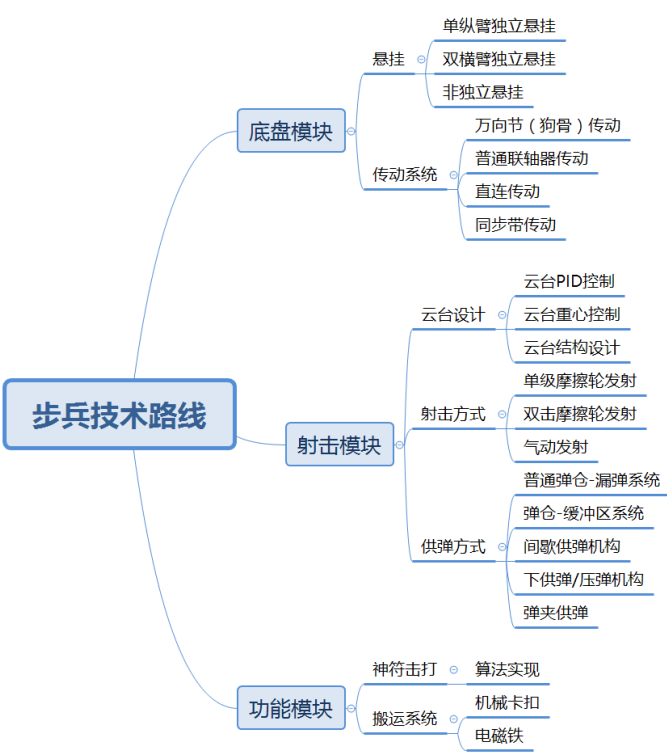 步兵技术路线
底盘模块
悬挂
单纵臂独立悬挂
双横臂独立悬挂
非独立悬挂
传动系统
万向节（狗骨）传动
普通联轴器传动
直连传动
同步带传动
射击模块
云台设计
云台PID控制
云台重心控制
云台结构设计
射击方式
单级摩擦轮发射
双击摩擦轮发射
气动发射
供弹方式
普通弹仓-漏弹系统
弹仓-缓冲区系统
间歇供弹机构
下供弹/压弹机构
弹夹供弹
功能模块
神符击打
算法实现
搬运系统
机械卡扣
电磁铁